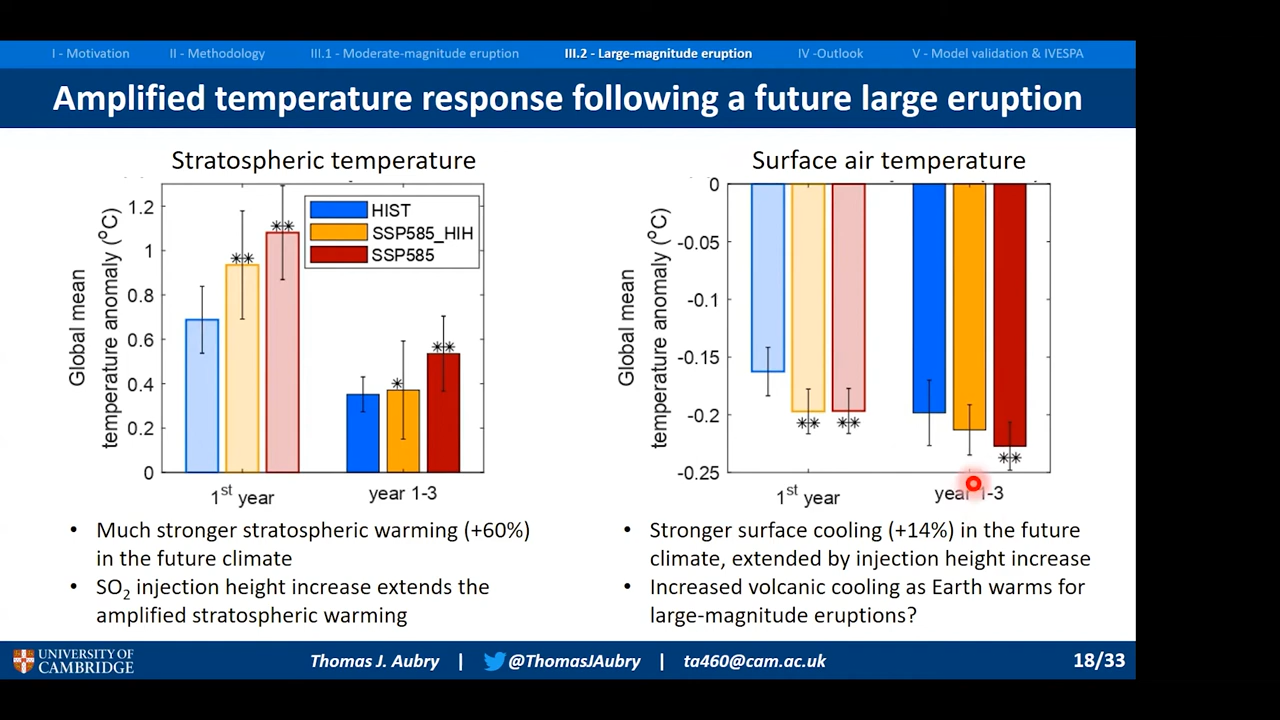 I - Motivation II - Methodology III.1 - Moderate-magnitude eruption III.2 - Large-magnitude eruption IV -Outlook V - Model validation & IVESPA
Amplified temperature response following a future large eruption
Stratospheric temperature
Global mean
temperature anomaly (°C)
1.2
1
0.8
0.6
0.4
0.2
0
HIST
SSP585_HIH
SSP585
**
**
*
**
1st year
year 1-3
• Much stronger stratospheric warming (+60%)
in the future climate
• SO2 injection height increase extends the
amplified stratospheric warming
Surface air temperature
Global mean
temperature anomaly (°C)
0
-0.05
-0.1
-0.15
-0.2
-0.25
**
**
**
1st year
year 1-3
• Stronger surface cooling (+14%) in the future
climate, extended by injection height increase
• Increased volcanic cooling as Earth warms for
large-magnitude eruptions?
UNIVERSITY OF
CAMBRIDGE
Thomas J. Aubry | @ThomasJAubry | ta460@cam.ac.uk
18/33